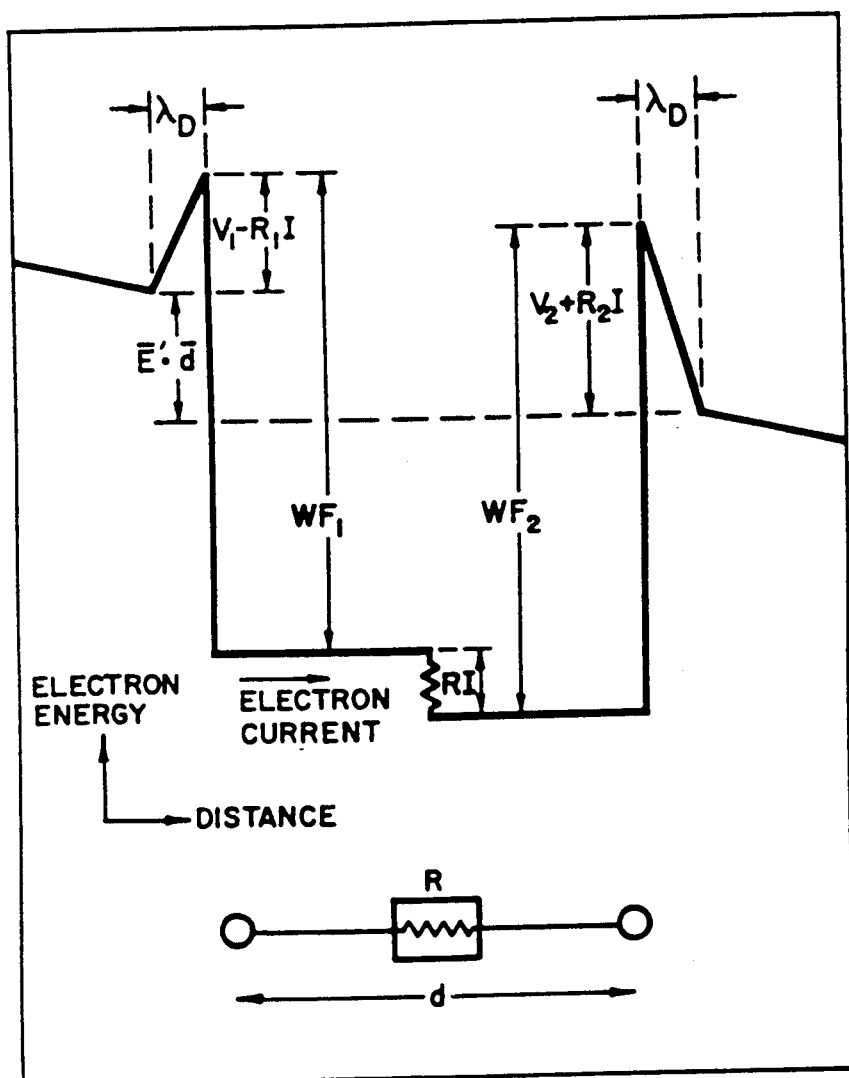 λD λD
V₁-R₁I
V₂+R₂I
E̅'·d̅
WF₁ WF₂
RI
ELECTRON
ENERGY
ELECTRON
CURRENT
DISTANCE
R
d